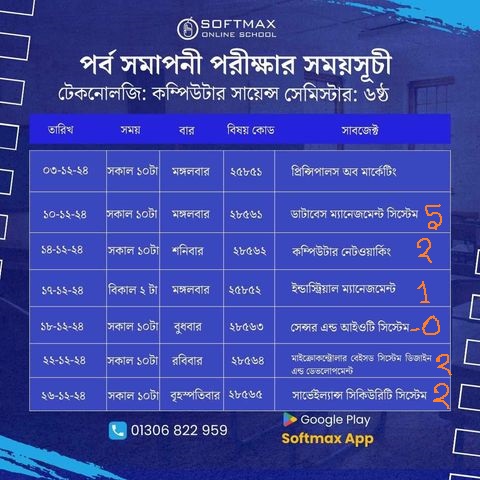 SOFTMAX
ONLINE SCHOOL
পর্ব সমাপনী পরীক্ষার সময়সূচী
টেকনোলজি: কম্পিউটার সায়েন্স সেমিস্টার: ৬ষ্ঠ
তারিখ সময় বার বিষয় কোড সাবজেক্ট
০৩-১২-২৪ সকাল ১০টা মঙ্গলবার ২৫৮৫১ প্রিন্সিপালস অব মার্কেটিং
১০-১২-২৪ সকাল ১০টা মঙ্গলবার ২৮৫৬১ ডাটাবেস ম্যানেজমেন্ট সিস্টেম 5
১৪-১২-২৪ সকাল ১০টা শনিবার ২৮৫৬২ কম্পিউটার নেটওয়ার্কিং 2
১৭-১২-২৪ বিকাল ২ টা মঙ্গলবার ২৫৮৫২ ইন্ডাস্ট্রিয়াল ম্যানেজমেন্ট 1
১৮-১২-২৪ সকাল ১০টা বুধবার ২৮৫৬৩ সেন্সর এন্ড আইওটি সিস্টেম -0
২২-১২-২৪ সকাল ১০টা রবিবার ২৮৫৬৪ মাইক্রোকন্ট্রোলার বেইসড সিস্টেম ডিজাইন
এন্ড ডেভলোপমেন্ট 2
২৬-১২-২৪ সকাল ১০টা বৃহস্পতিবার ২৮৫৬৫ সার্ভেইল্যান্স সিকিউরিটি সিস্টেম 2
01306 822 959
Google Play
Softmax App